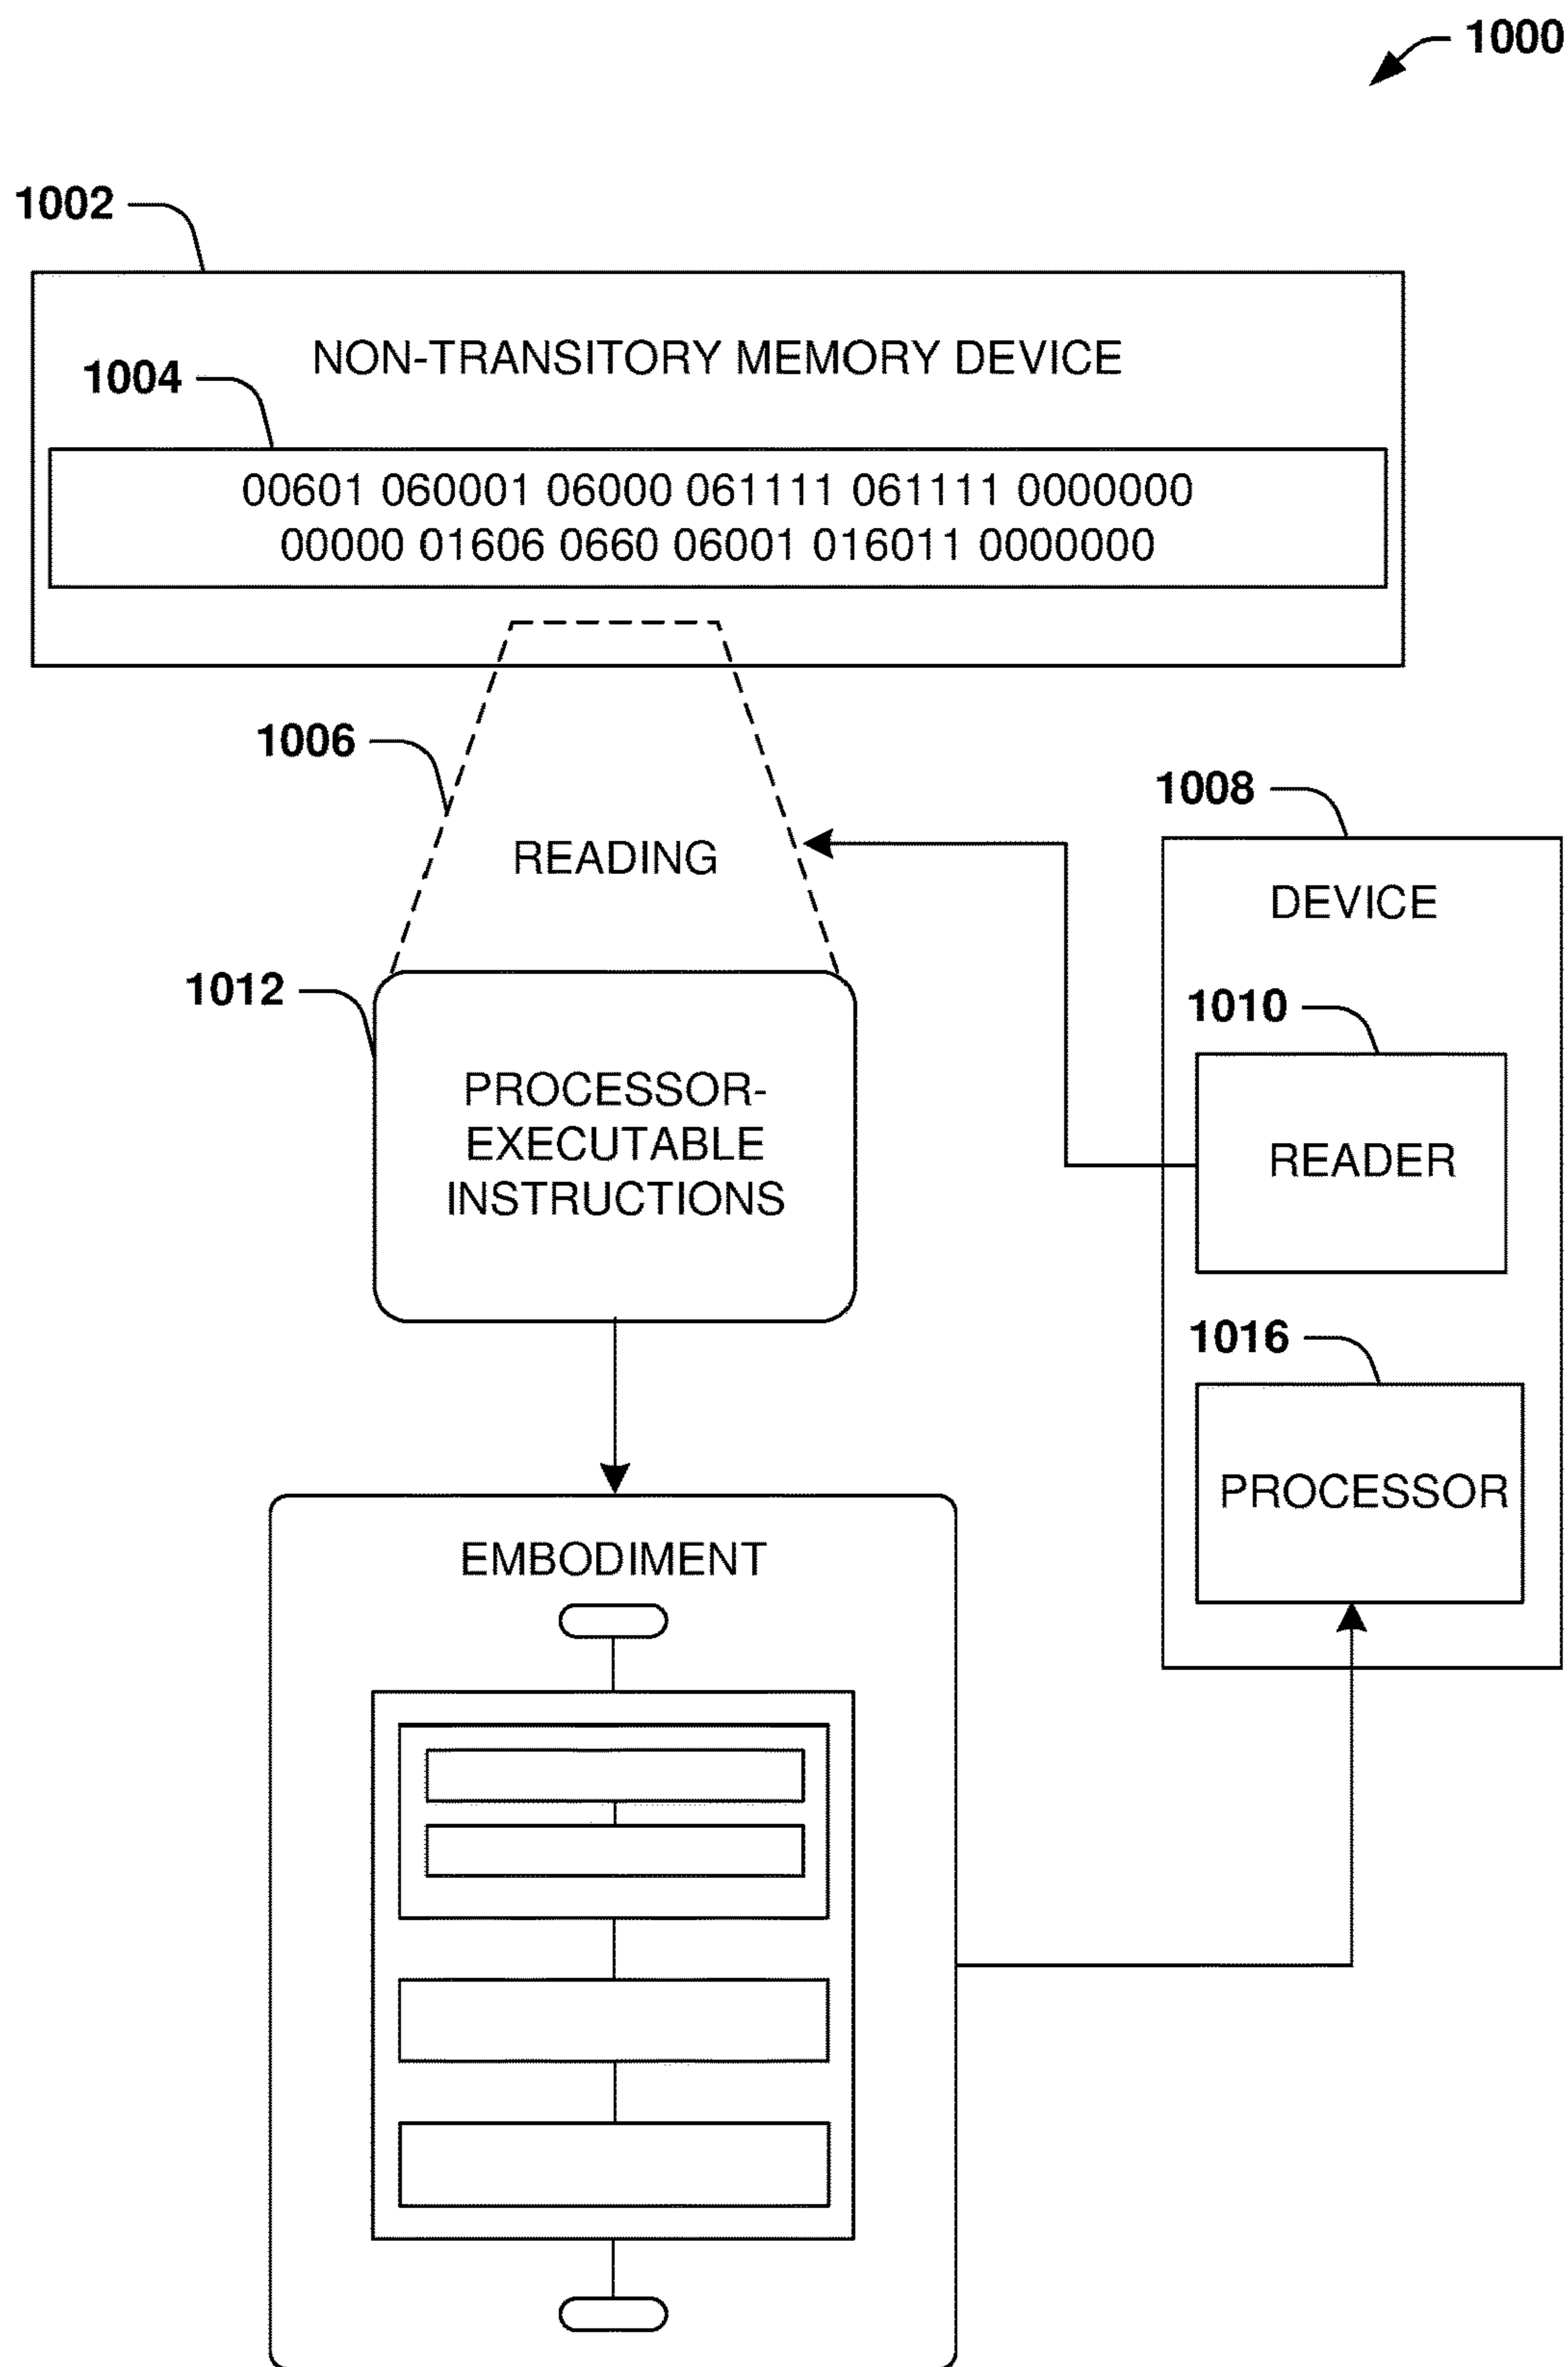 1000
1002
NON-TRANSITORY MEMORY DEVICE
1004
00601 060001 06000 061111 061111 0000000
00000 01606 0660 06001 016011 0000000
1006
READING
1008
DEVICE
1012
PROCESSOR-
EXECUTABLE
INSTRUCTIONS
1010
READER
1016
PROCESSOR
EMBODIMENT